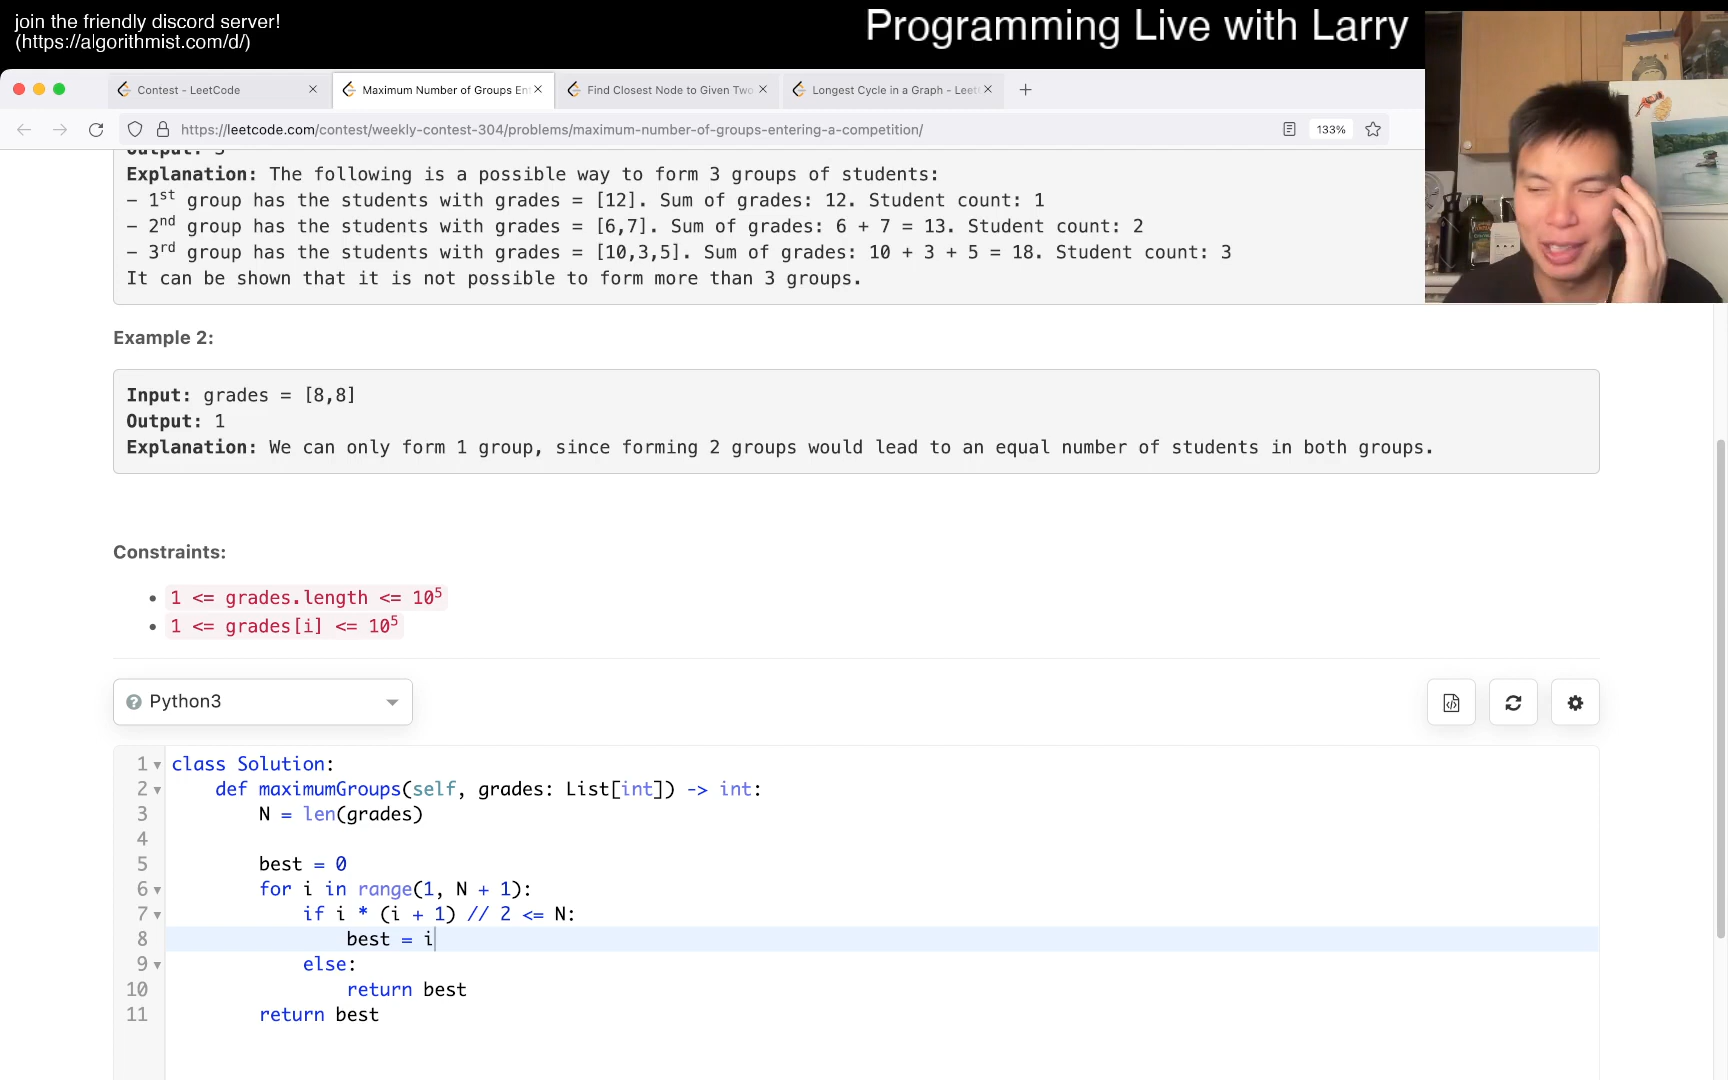 join the friendly discord server!
(https://algorithmist.com/d/)
Programming Live with Larry
Contest - LeetCode
Maximum Number of Groups En
Find Closest Node to Given Two
Longest Cycle in a Graph - Leet
https://leetcode.com/contest/weekly-contest-304/problems/maximum-number-of-groups-entering-a-competition/
133%
Explanation: The following is a possible way to form 3 groups of students:
- 1st group has the students with grades = [12]. Sum of grades: 12. Student count: 1
- 2nd group has the students with grades = [6,7]. Sum of grades: 6 + 7 = 13. Student count: 2
- 3rd group has the students with grades = [10,3,5]. Sum of grades: 10 + 3 + 5 = 18. Student count: 3
It can be shown that it is not possible to form more than 3 groups.
Example 2:
Input: grades = [8,8]
Output: 1
Explanation: We can only form 1 group, since forming 2 groups would lead to an equal number of students in both groups.
Constraints:
• 1 <= grades.length <= 10⁵
• 1 <= grades[i] <= 10⁵
Python3
1 class Solution:
2 def maximumGroups(self, grades: List[int]) -> int:
3 N = len(grades)
4
5 best = 0
6 for i in range(1, N + 1):
7 if i * (i + 1) // 2 <= N:
8 best = i
9 else:
10 return best
11 return best